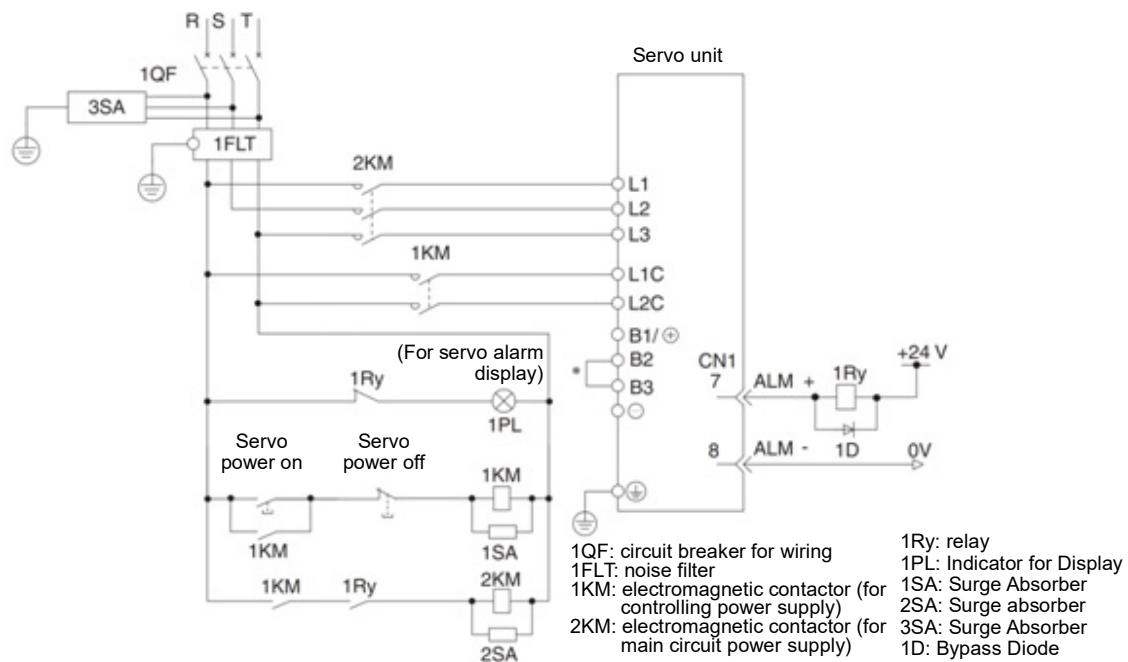 R S T
Servo unit
1QF
3SA
1FLT
2KM
L1
L2
L3
1KM
L1C
L2C
B1/⊕
(For servo alarm
display)
B2
*
B3
⊖
CN1
7
ALM +
1Ry
+24 V
1Ry
1PL
8
ALM -
1D
0V
Servo
power on
Servo
power off
1KM
1KM
1SA
1KM
1Ry
2KM
2SA
1QF: circuit breaker for wiring
1FLT: noise filter
1KM: electromagnetic contactor (for
controlling power supply)
2KM: electromagnetic contactor (for
main circuit power supply)
1Ry: relay
1PL: Indicator for Display
1SA: Surge Absorber
2SA: Surge absorber
3SA: Surge Absorber
1D: Bypass Diode